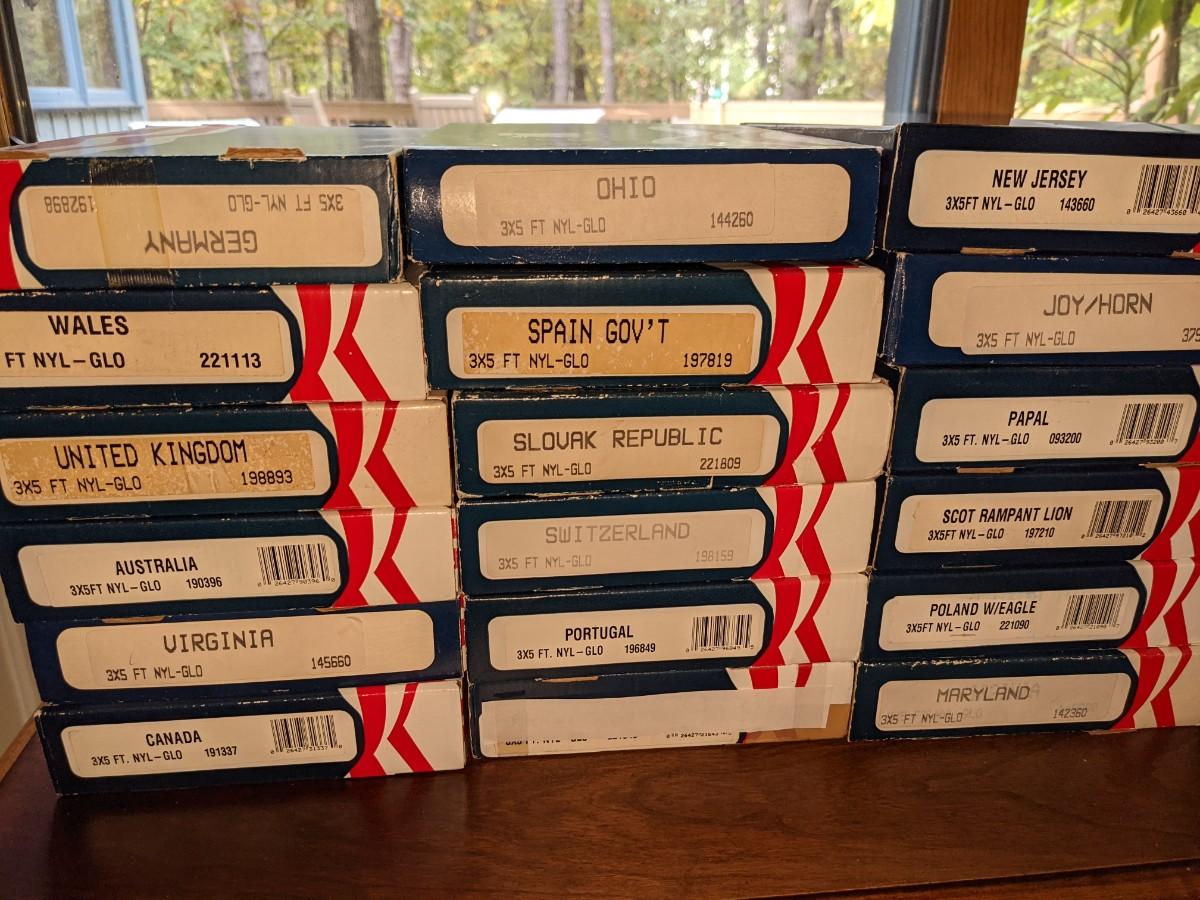 GERMANY
3X5 FT NYL-GLO 192898
WALES
FT NYL-GLO 221113
UNITED KINGDOM
3X5 FT NYL-GLO 198893
AUSTRALIA
3X5FT NYL-GLO 190396
VIRGINIA
3X5 FT NYL-GLO 145660
CANADA
3X5 FT. NYL-GLO 191337
OHIO
3X5 FT NYL-GLO 144260
SPAIN GOV'T
3X5 FT NYL-GLO 197819
SLOVAK REPUBLIC
3X5 FT NYL-GLO 221809
SWITZERLAND
3X5 FT NYL-GLO 198159
PORTUGAL
3X5 FT. NYL-GLO 196849
NEW JERSEY
3X5FT NYL-GLO 143660
JOY/HORN
3X5 FT NYL-GLO
PAPAL
3X5 FT. NYL-GLO 093200
SCOT RAMPANT LION
3X5FT NYL-GLO 197210
POLAND W/EAGLE
3X5FT NYL-GLO 221090
MARYLAND
3X5 FT NYL-GLO 142360